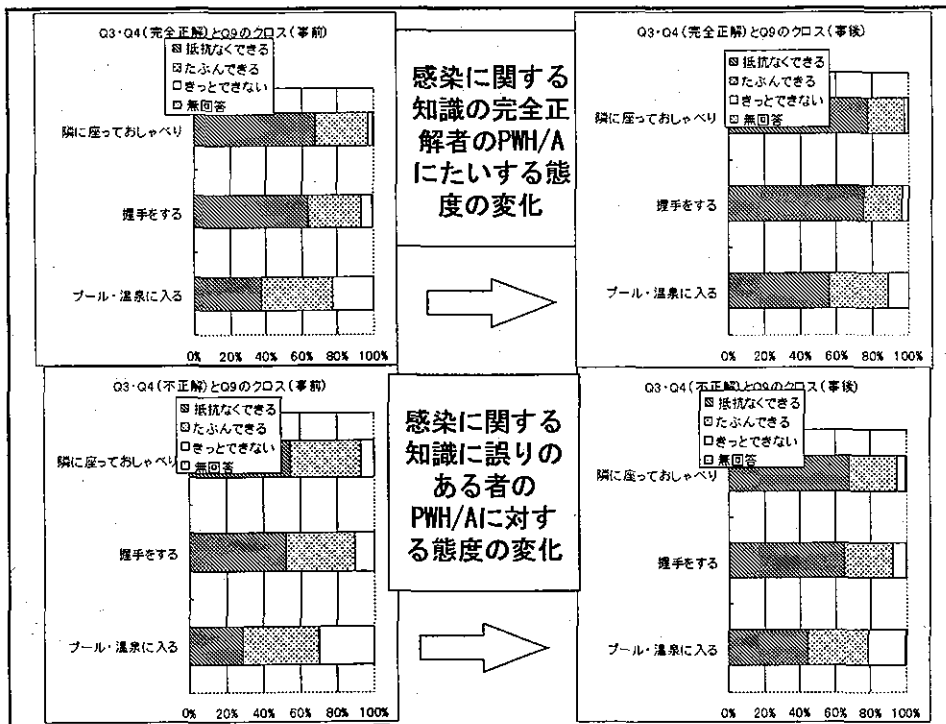 Q3・Q4(完全正解)とQ9のクロス(事前)
抵抗なくできる
たぶんできる
きっとできない
無回答
隣に座っておしゃべり
握手をする
プール・温泉に入る
0% 20% 40% 60% 80% 100%
感染に関する
知識の完全正
解者のPWH/A
にたいする態
度の変化
Q3・Q4(完全正解)とQ9のクロス(事後)
抵抗なくできる
たぶんできる
きっとできない
無回答
隣に座っておしゃべり
握手をする
プール・温泉に入る
0% 20% 40% 60% 80% 100%
Q3・Q4(不正解)とQ9のクロス(事前)
抵抗なくできる
たぶんできる
きっとできない
無回答
隣に座っておしゃべり
握手をする
プール・温泉に入る
0% 20% 40% 60% 80% 100%
感染に関する
知識に誤りの
ある者の
PWH/Aに対す
る態度の変化
Q3・Q4(不正解)とQ9のクロス(事後)
抵抗なくできる
たぶんできる
きっとできない
無回答
隣に座っておしゃべり
握手をする
プール・温泉に入る
0% 20% 40% 60% 80% 100%